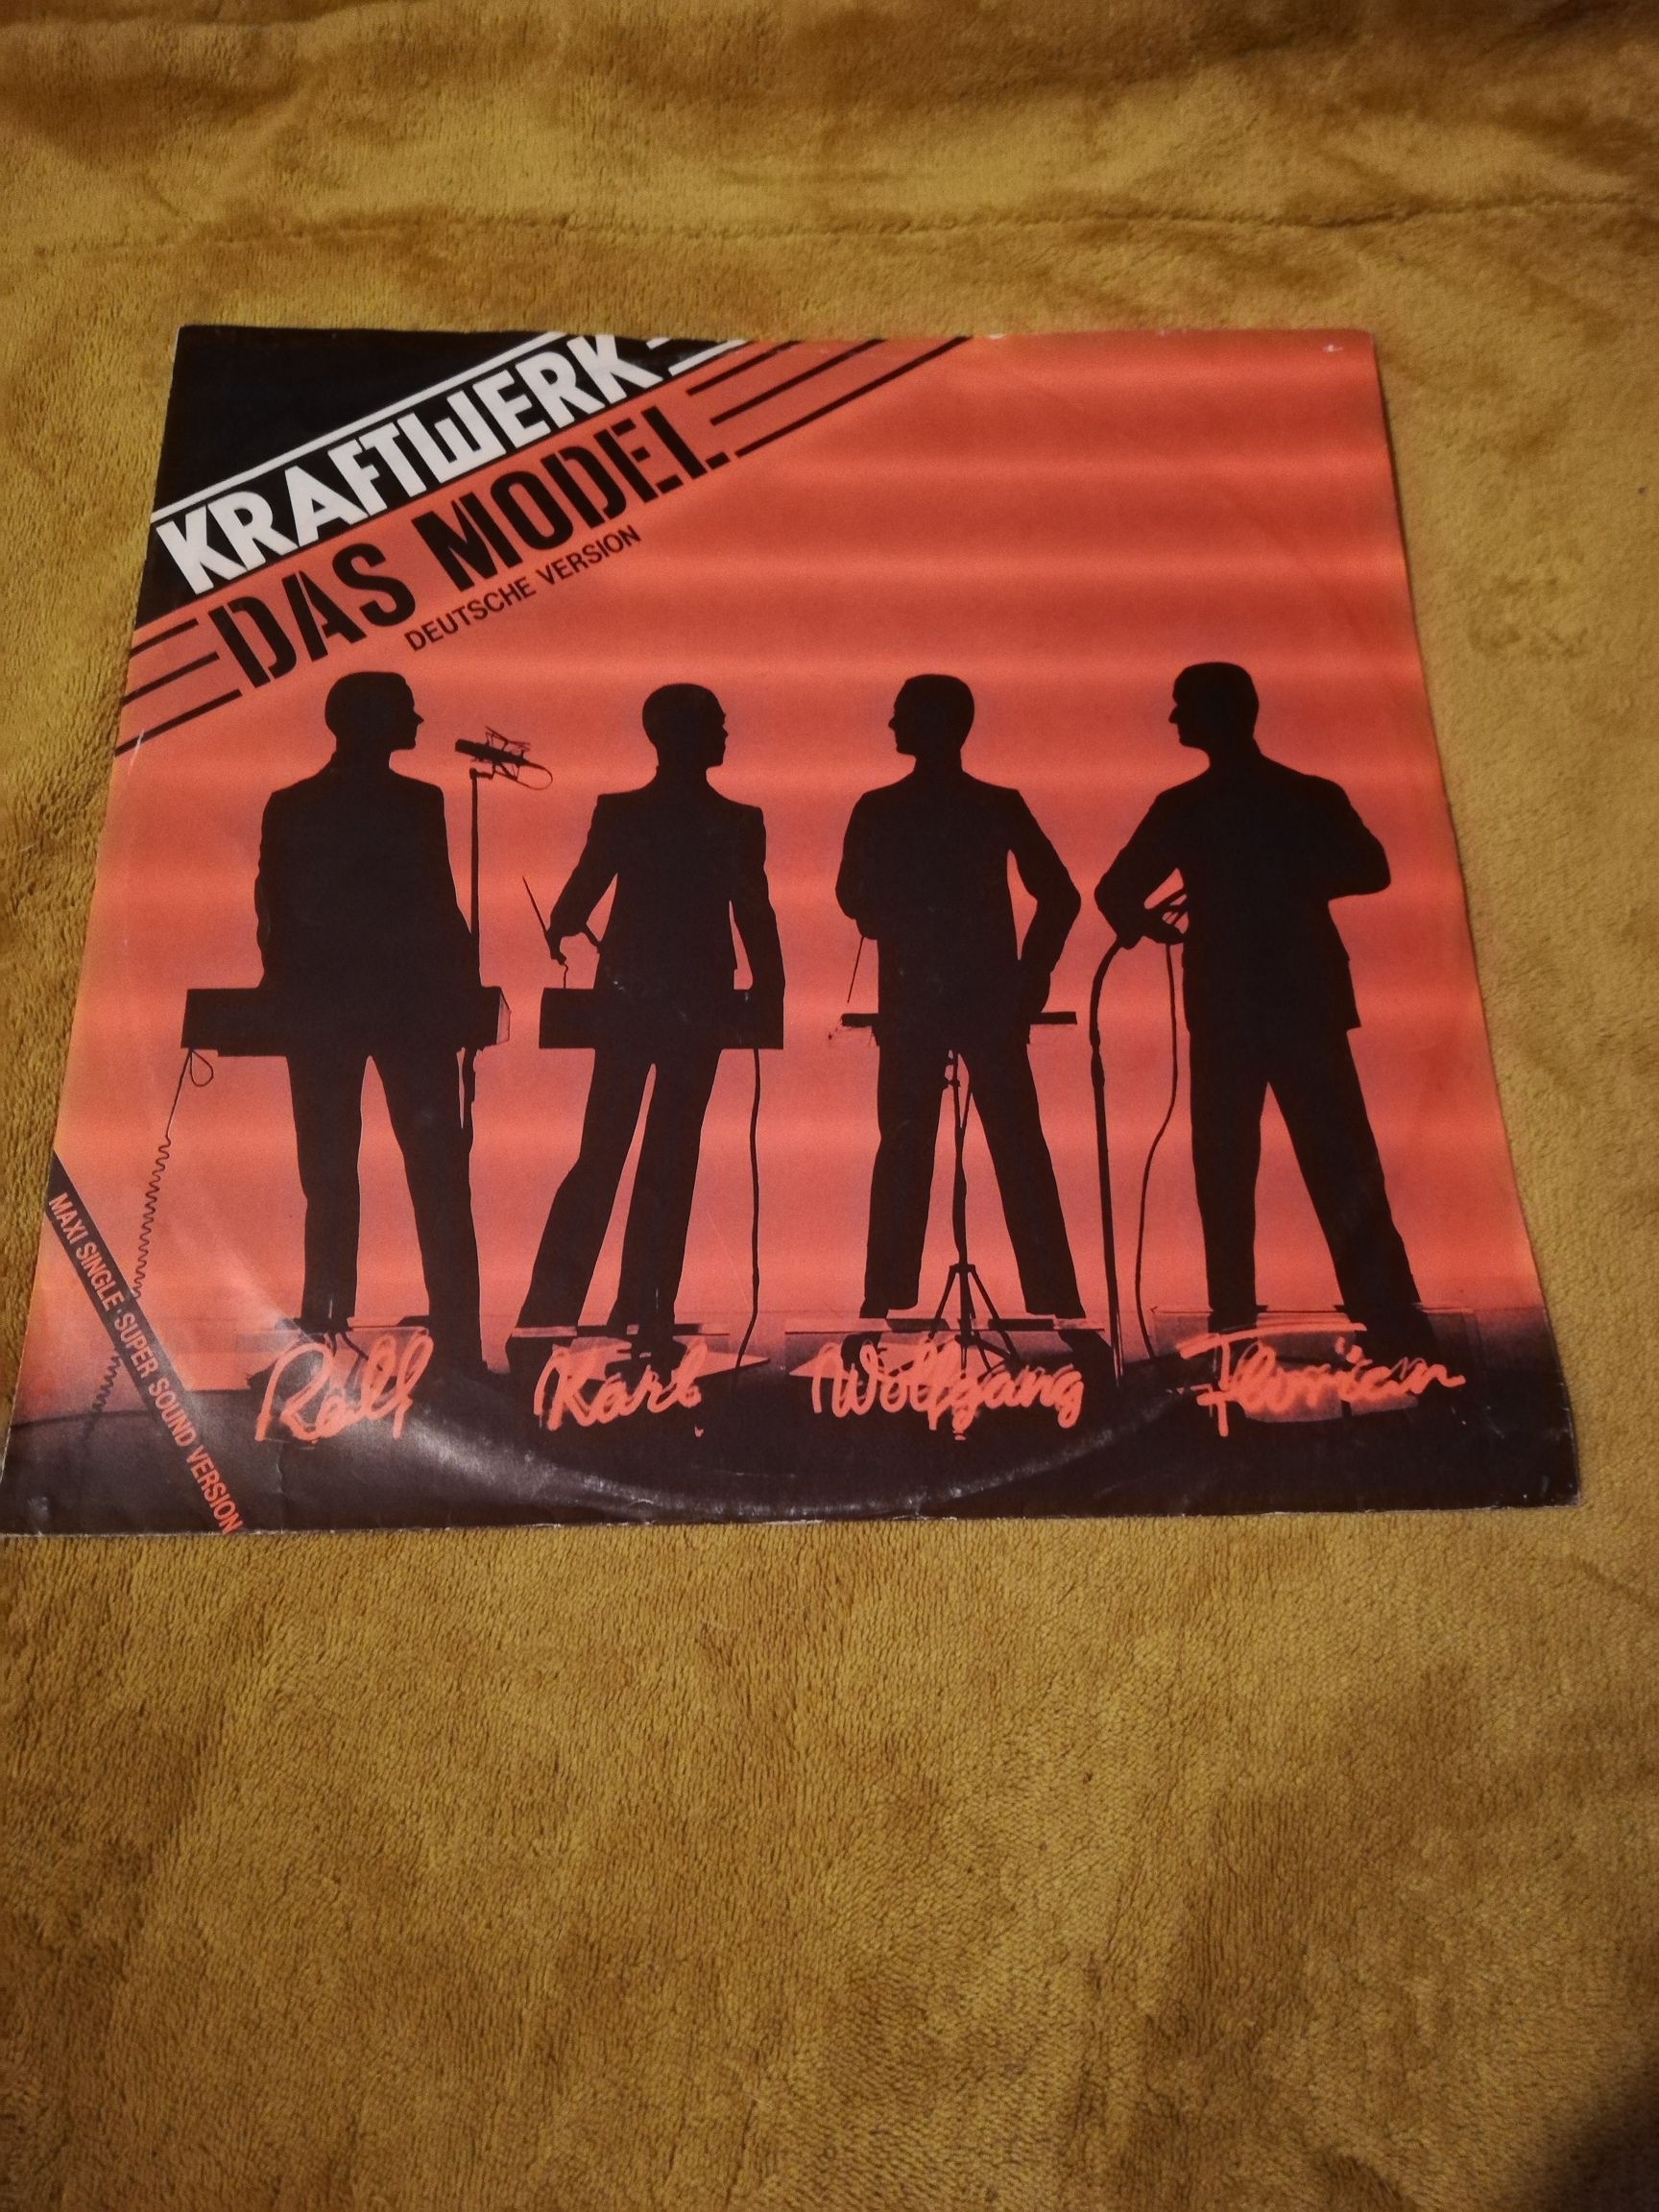 KRAFTWERK
DAS MODEL
DEUTSCHE VERSION
MAXI SINGLE · SUPER SOUND VERSION
Ralf Karl Wolfgang Florian